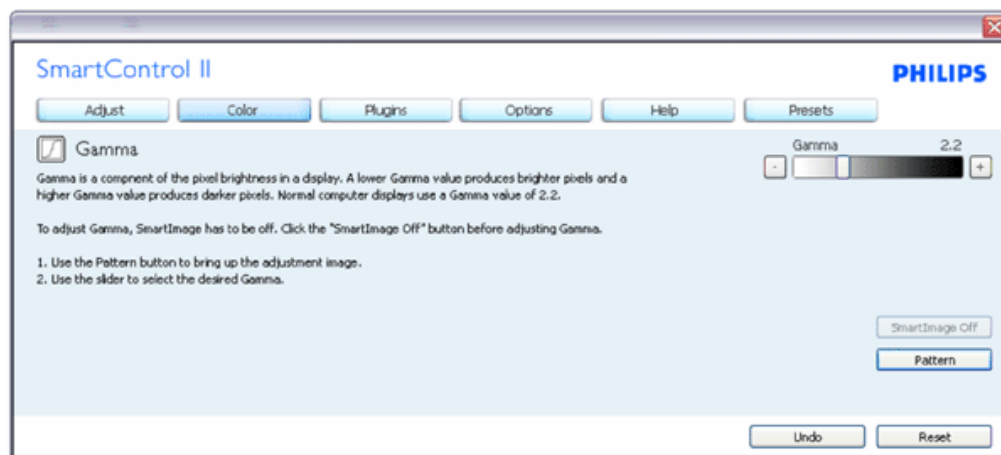 SmartControl II
PHILIPS
Adjust
Color
Plugins
Options
Help
Presets
Gamma
Gamma is a compnent of the pixel brightness in a display. A lower Gamma value produces brighter pixels and a
higher Gamma value produces darker pixels. Normal computer displays use a Gamma value of 2.2.
To adjust Gamma, SmartImage has to be off. Click the "SmartImage Off" button before adjusting Gamma.
1. Use the Pattern button to bring up the adjustment image.
2. Use the slider to select the desired Gamma.
Gamma 2.2
- +
SmartImage Off
Pattern
Undo
Reset